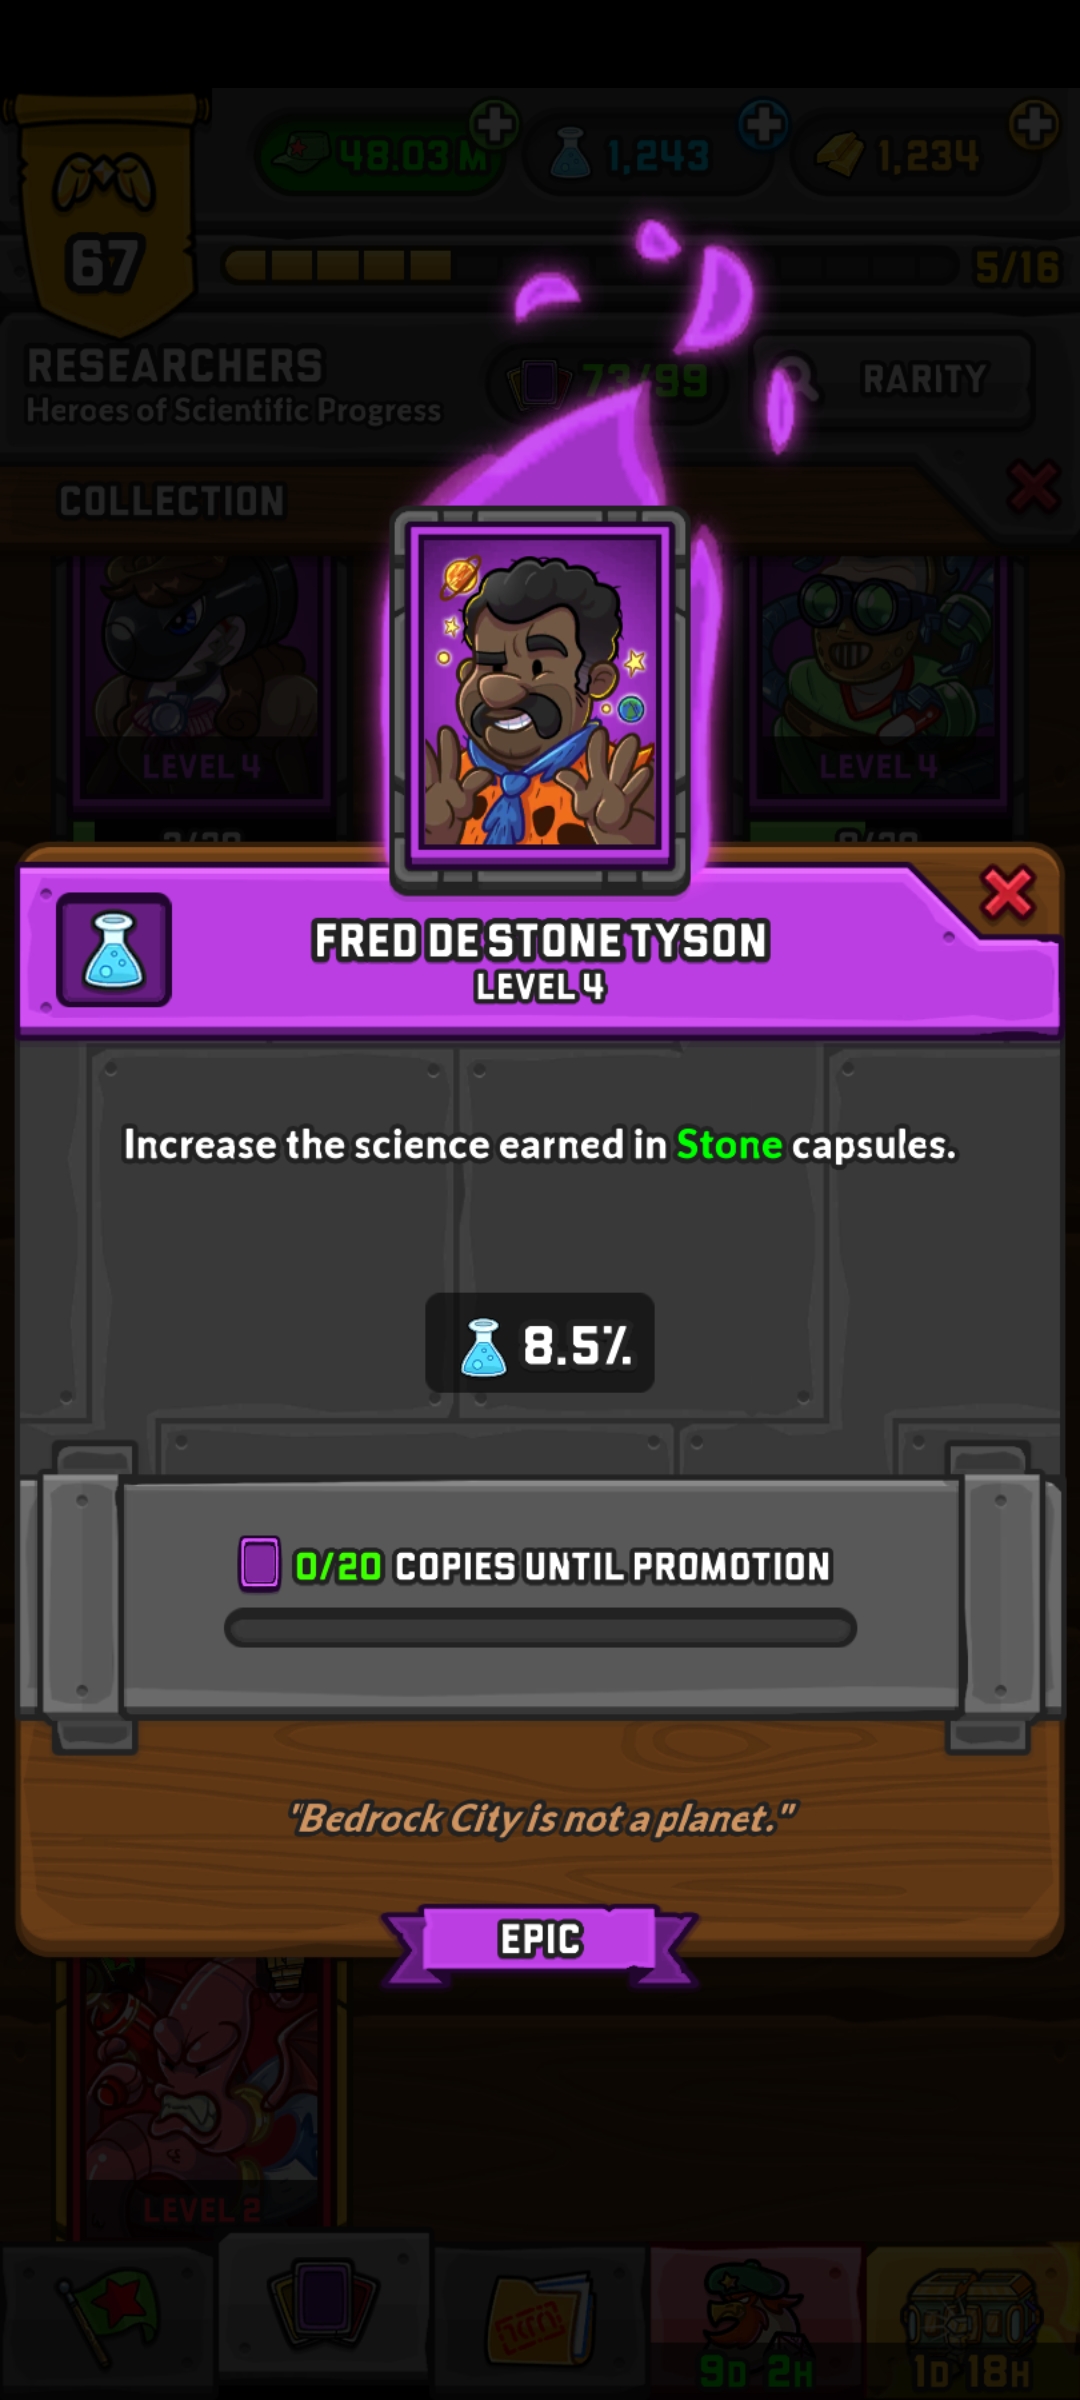 48.03 M
1,243
1,234
67
5/16
RESEARCHERS
Heroes of Scientific Progress
73/99
RARITY
COLLECTION
LEVEL 4
LEVEL 4
FRED DE STONE TYSON
LEVEL 4
Increase the science earned in Stone capsules.
8.5%
0/20 COPIES UNTIL PROMOTION
"Bedrock City is not a planet."
EPIC
LEVEL 2
9D 2H
1D 18H